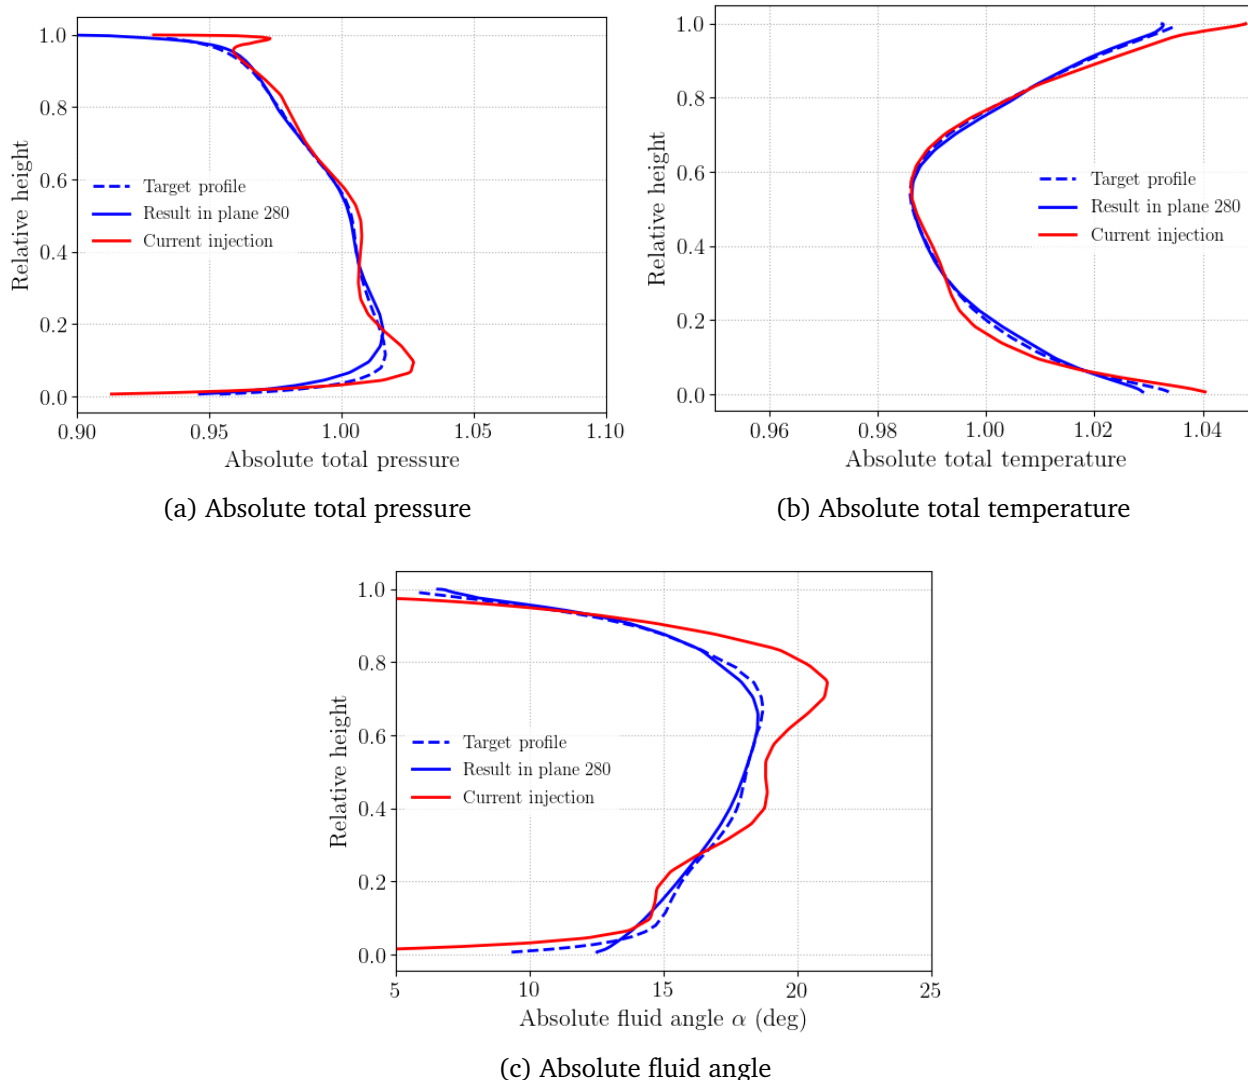 1.0
0.8
0.6
0.4
0.2
0.0
Relative height
Target profile
Result in plane 280
Current injection
0.90 0.95 1.00 1.05 1.10
Absolute total pressure
(a) Absolute total pressure
1.0
0.8
0.6
0.4
0.2
0.0
Relative height
Target profile
Result in plane 280
Current injection
0.96 0.98 1.00 1.02 1.04
Absolute total temperature
(b) Absolute total temperature
1.0
0.8
0.6
0.4
0.2
0.0
Relative height
Target profile
Result in plane 280
Current injection
5 10 15 20 25
Absolute fluid angle α (deg)
(c) Absolute fluid angle